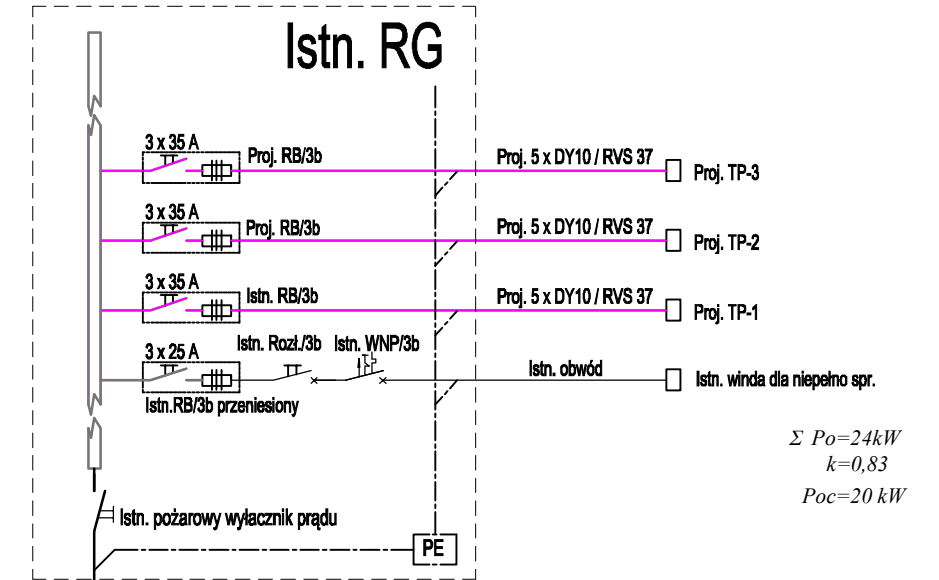 Istn. RG
3 x 35 A
Proj. RB/3b
Proj. 5 x DY10 / RVS 37
Proj. TP-3
3 x 35 A
Proj. RB/3b
Proj. 5 x DY10 / RVS 37
Proj. TP-2
3 x 35 A
Istn. RB/3b
Proj. 5 x DY10 / RVS 37
Proj. TP-1
3 x 25 A
Istn. Rozł./3b
Istn. WNP/3b
Istn. obwód
Istn. winda dla niepełno spr.
Istn.RB/3b przeniesiony
Σ Po=24kW
k=0,83
Poc=20 kW
Istn. pożarowy wyłacznik prądu
PE